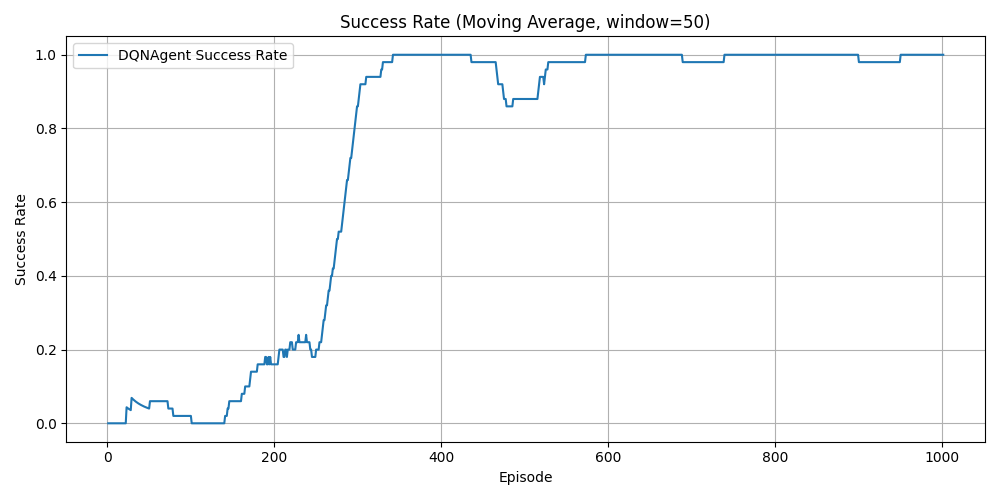 Success Rate (Moving Average, window=50)
DQNAgent Success Rate
Success Rate
1.0
0.8
0.6
0.4
0.2
0.0
0 200 400 600 800 1000
Episode